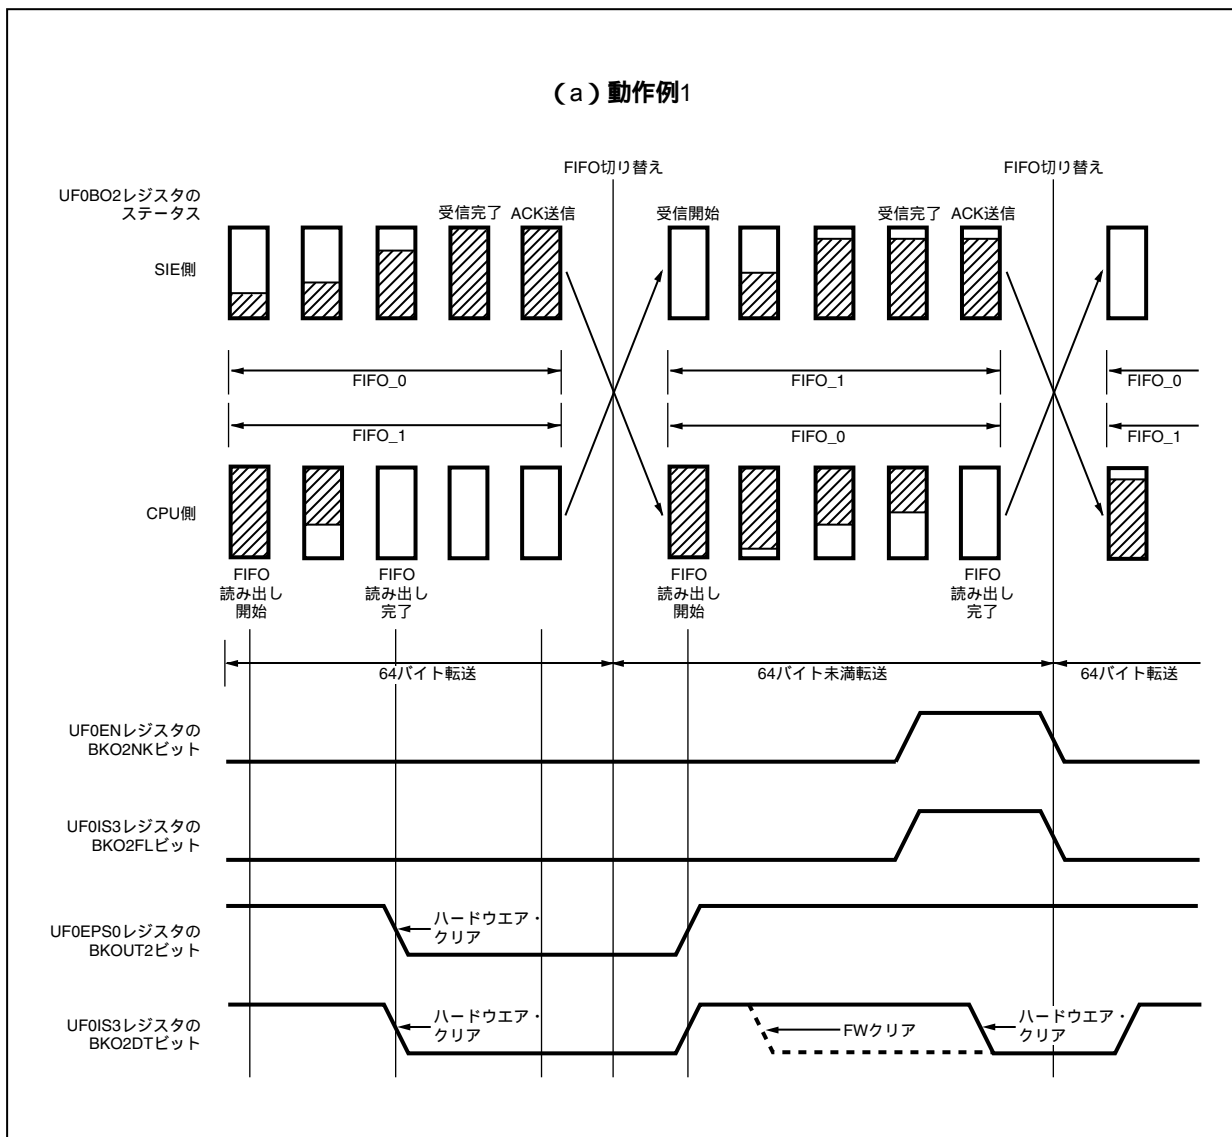 (a)動作例1
FIFO切り替え
FIFO切り替え
UF0BO2レジスタの
ステータス
受信完了
ACK送信
受信開始
受信完了
ACK送信
SIE側
FIFO_0
FIFO_1
FIFO_0
FIFO_1
FIFO_0
FIFO_1
CPU側
FIFO
読み出し
開始
FIFO
読み出し
完了
FIFO
読み出し
開始
FIFO
読み出し
完了
64バイト転送
64バイト未満転送
64バイト転送
UF0ENレジスタの
BKO2NKビット
UF0IS3レジスタの
BKO2FLビット
UF0EPS0レジスタの
BKOUT2ビット
ハードウエア・
クリア
UF0IS3レジスタの
BKO2DTビット
ハードウエア・
クリア
FWクリア
ハードウエア・
クリア